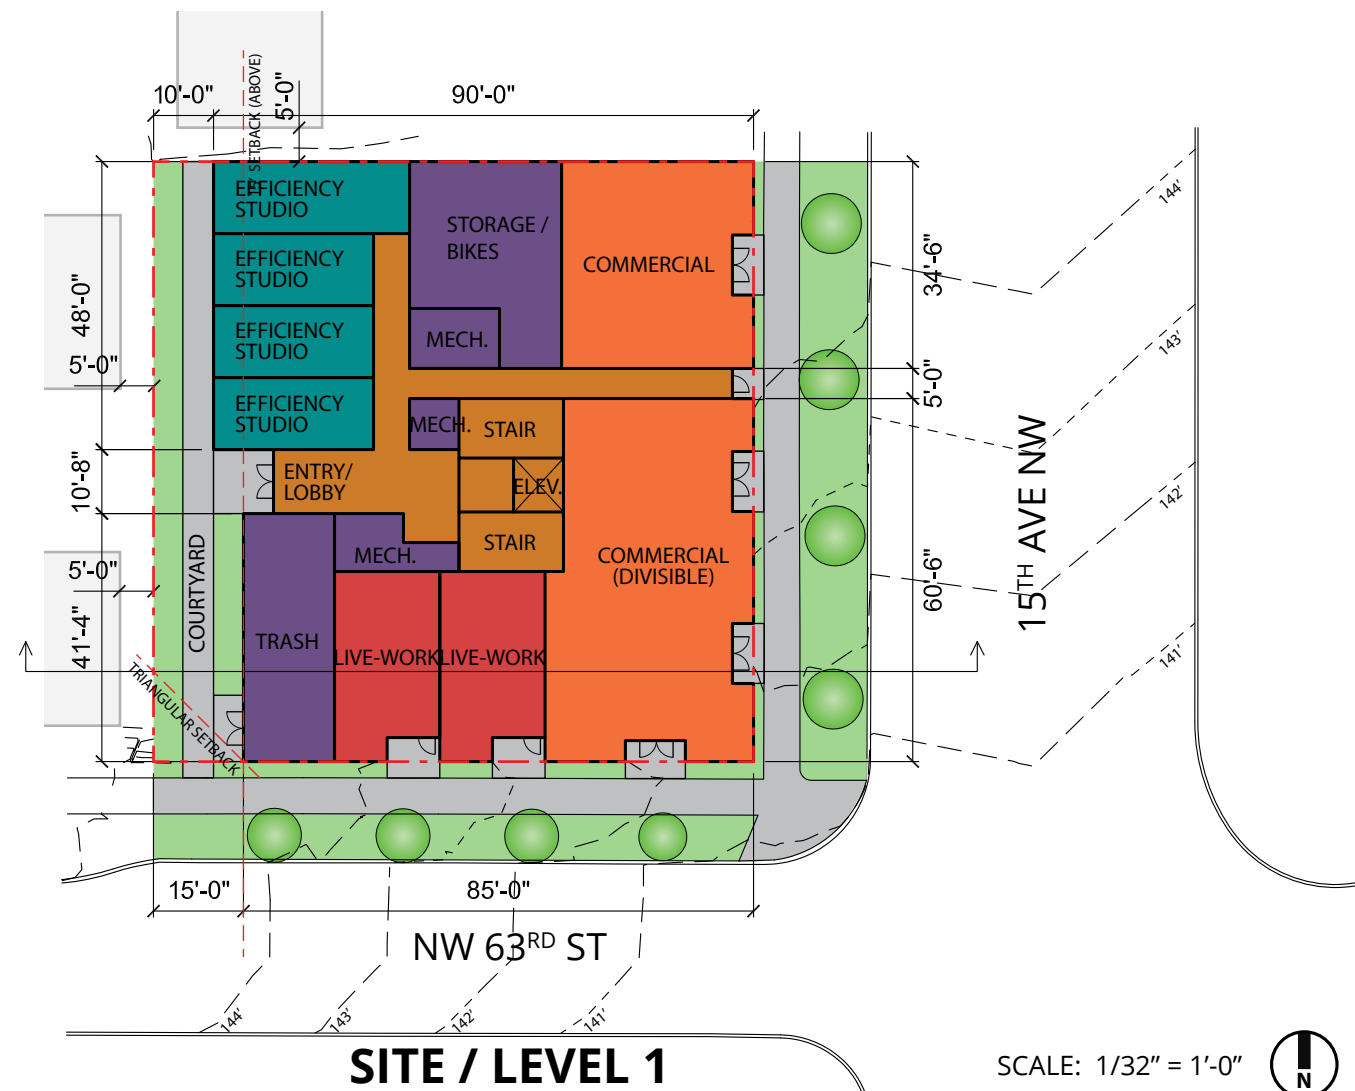 10'-0"
5'-0"
90'-0"
SETBACK (ABOVE)
EFFICIENCY
STUDIO
STORAGE /
BIKES
COMMERCIAL
144'
34'-6"
EFFICIENCY
STUDIO
48'-0"
EFFICIENCY
STUDIO
MECH.
143'
5'-0"
5'-0"
EFFICIENCY
STUDIO
MECH.
STAIR
ENTRY/
LOBBY
ELEV.
10'-8"
142'
15TH AVE NW
STAIR
MECH.
COMMERCIAL
(DIVISIBLE)
5'-0"
60'-6"
COURTYARD
41'-4"
TRASH
LIVE-WORK
LIVE-WORK
141'
TRIANGULAR SETBACK
15'-0"
85'-0"
NW 63RD ST
144'
143'
142'
141'
SITE / LEVEL 1
SCALE: 1/32” = 1’-0”
N